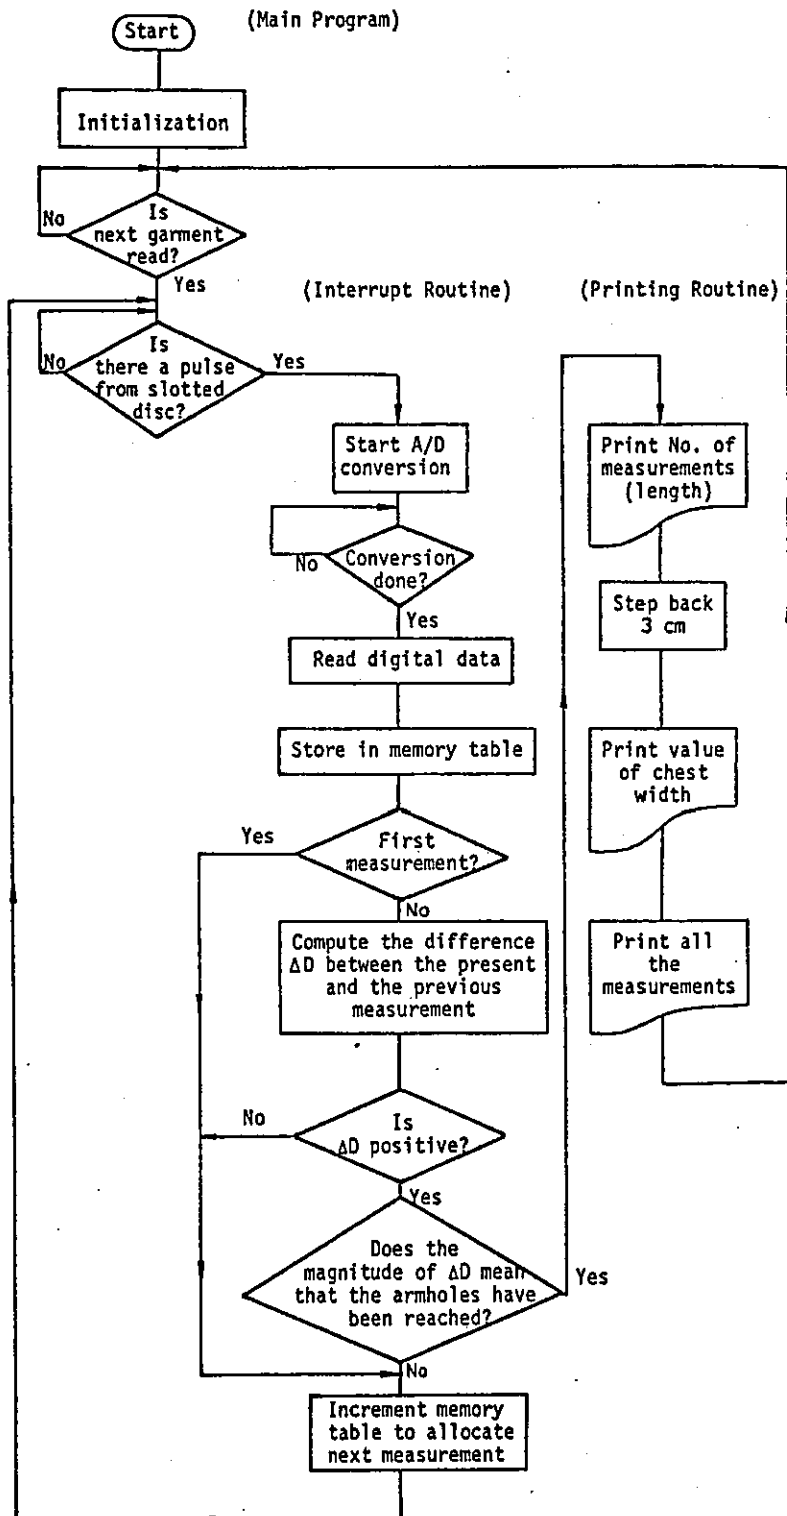 (Main Program)
Start
Initialization
No
Is
next garment
read?
Yes
No
Is
there a pulse
from slotted
disc?
Yes
(Interrupt Routine)
Start A/D
conversion
No
Conversion
done?
Yes
Read digital data
Store in memory table
Yes
First
measurement?
No
Compute the difference
ΔD between the present
and the previous
measurement
No
Is
ΔD positive?
Yes
Does the
magnitude of ΔD mean
that the armholes have
been reached?
Yes
No
Increment memory
table to allocate
next measurement
(Printing Routine)
Print No. of
measurements
(length)
Step back
3 cm
Print value
of chest
width
Print all
the
measurements